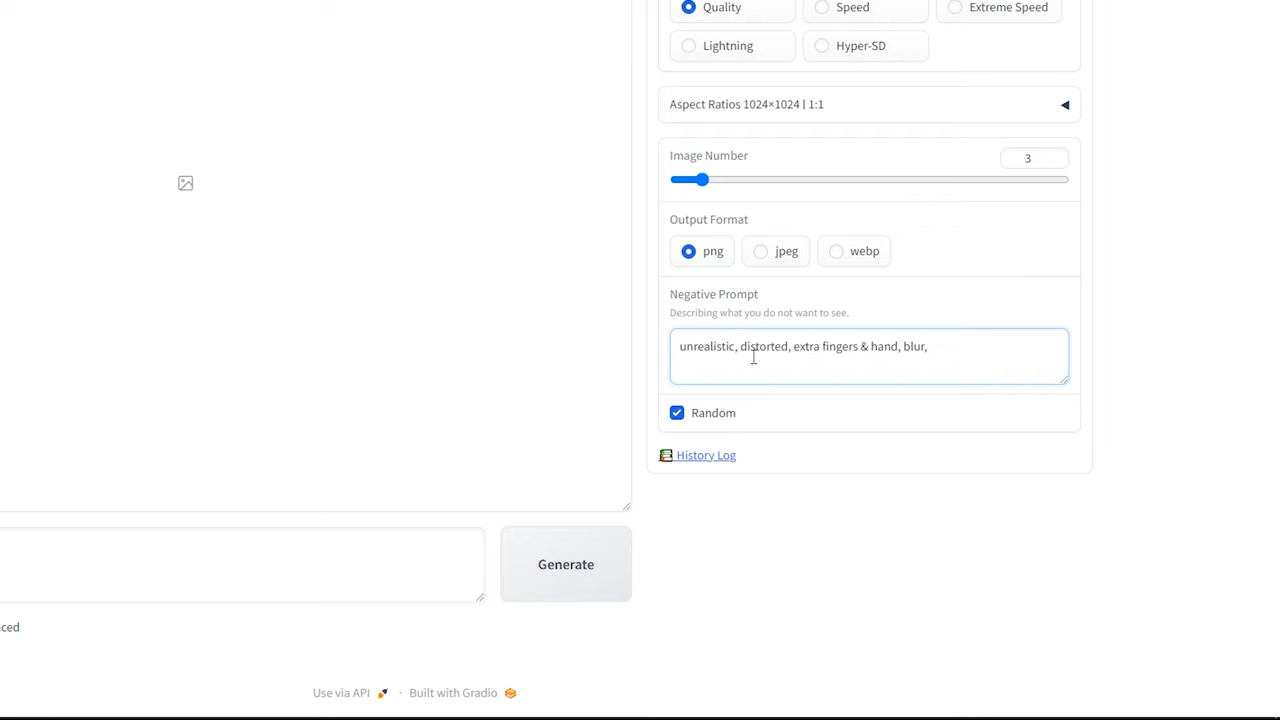 Quality
Speed
Extreme Speed
Lightning
Hyper-SD
Aspect Ratios 1024×1024 | 1:1
Image Number
3
Output Format
png
jpeg
webp
Negative Prompt
Describing what you do not want to see.
unrealistic, distorted, extra fingers & hand, blur,
Random
History Log
Generate
ced
Use via API · Built with Gradio